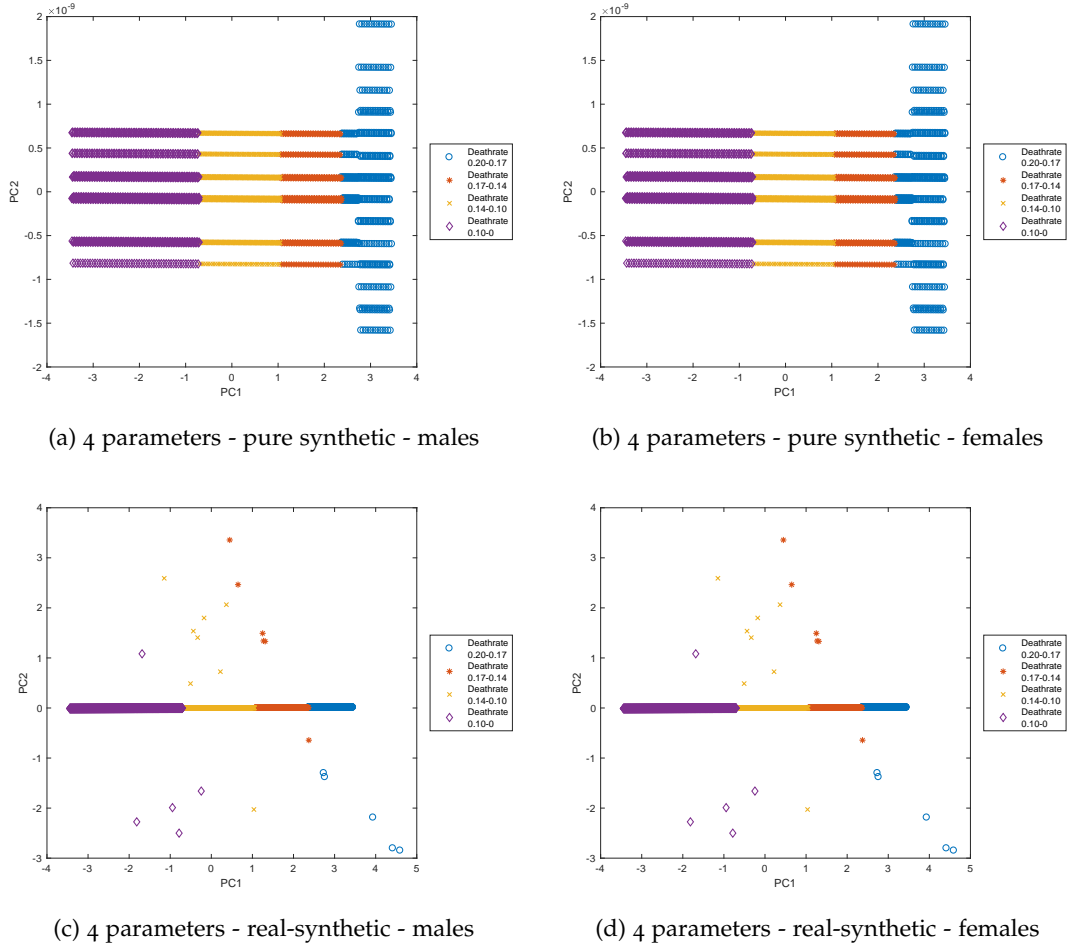 ×10-9
2
1.5
1
0.5
0
-0.5
-1
-1.5
-2
PC2
-4 -3 -2 -1 0 1 2 3 4
PC1
Deathrate
0.20-0.17
Deathrate
0.17-0.14
Deathrate
0.14-0.10
Deathrate
0.10-0
(a) 4 parameters - pure synthetic - males
×10-9
2
1.5
1
0.5
0
-0.5
-1
-1.5
-2
PC2
-4 -3 -2 -1 0 1 2 3 4
PC1
Deathrate
0.20-0.17
Deathrate
0.17-0.14
Deathrate
0.14-0.10
Deathrate
0.10-0
(b) 4 parameters - pure synthetic - females
4
3
2
1
0
-1
-2
-3
PC2
-4 -3 -2 -1 0 1 2 3 4 5
PC1
Deathrate
0.20-0.17
Deathrate
0.17-0.14
Deathrate
0.14-0.10
Deathrate
0.10-0
(c) 4 parameters - real-synthetic - males
4
3
2
1
0
-1
-2
-3
PC2
-4 -3 -2 -1 0 1 2 3 4 5
PC1
Deathrate
0.20-0.17
Deathrate
0.17-0.14
Deathrate
0.14-0.10
Deathrate
0.10-0
(d) 4 parameters - real-synthetic - females